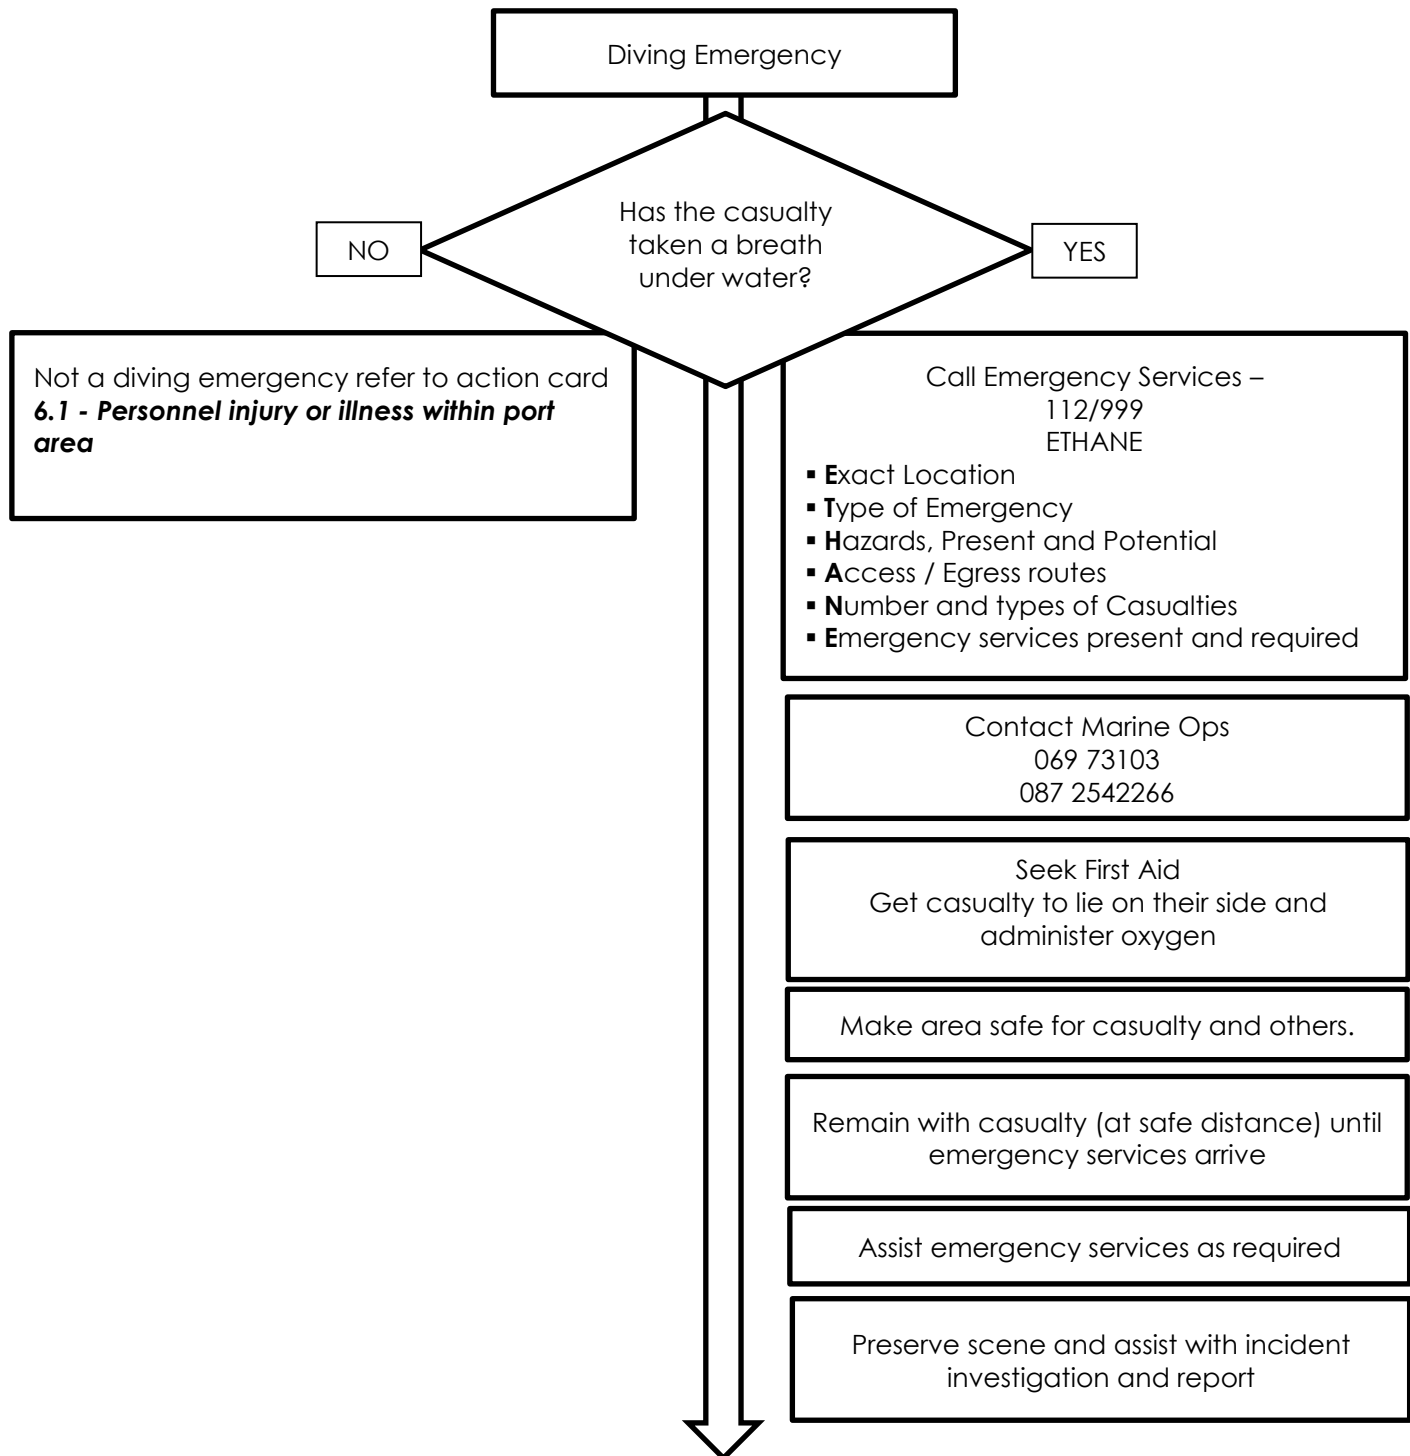 Diving Emergency
Has the casualty
taken a breath
under water?
NO
YES
Not a diving emergency refer to action card
6.1 - Personnel injury or illness within port
area
Call Emergency Services –
112/999
ETHANE
▪ Exact Location
▪ Type of Emergency
▪ Hazards, Present and Potential
▪ Access / Egress routes
▪ Number and types of Casualties
▪ Emergency services present and required
Contact Marine Ops
069 73103
087 2542266
Seek First Aid
Get casualty to lie on their side and
administer oxygen
Make area safe for casualty and others.
Remain with casualty (at safe distance) until
emergency services arrive
Assist emergency services as required
Preserve scene and assist with incident
investigation and report